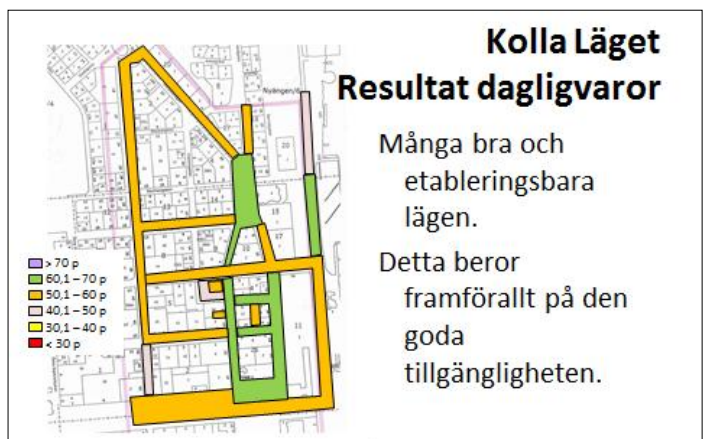 Kolla Läget
Resultat dagligvaror
Många bra och
etableringsbara
lägen.
Detta beror
framförallt på den
goda
tillgängligheten.
> 70 p
60,1 – 70 p
50,1 – 60 p
40,1 – 50 p
30,1 – 40 p
< 30 p